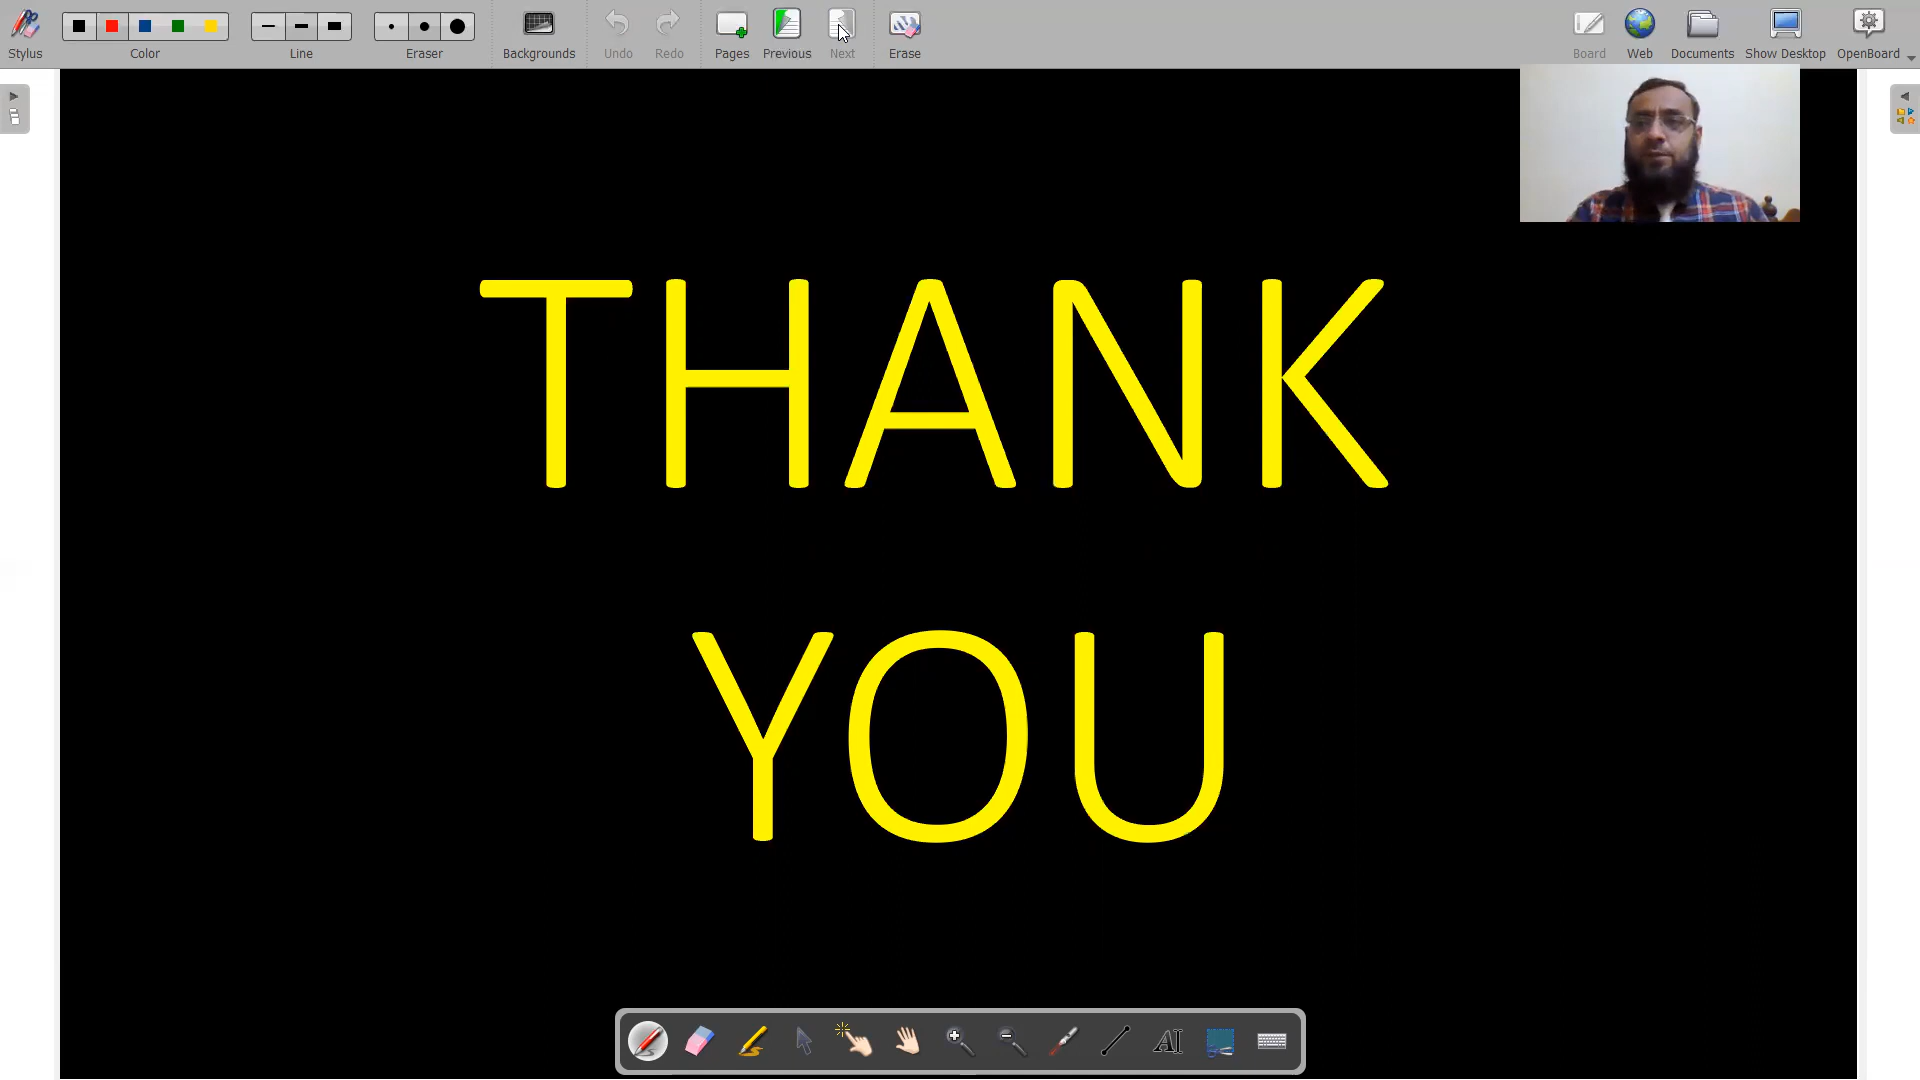 Stylus Color Line Eraser Backgrounds Undo Redo Pages Previous Next Erase Board Web Documents Show Desktop OpenBoard
THANK
YOU
AI